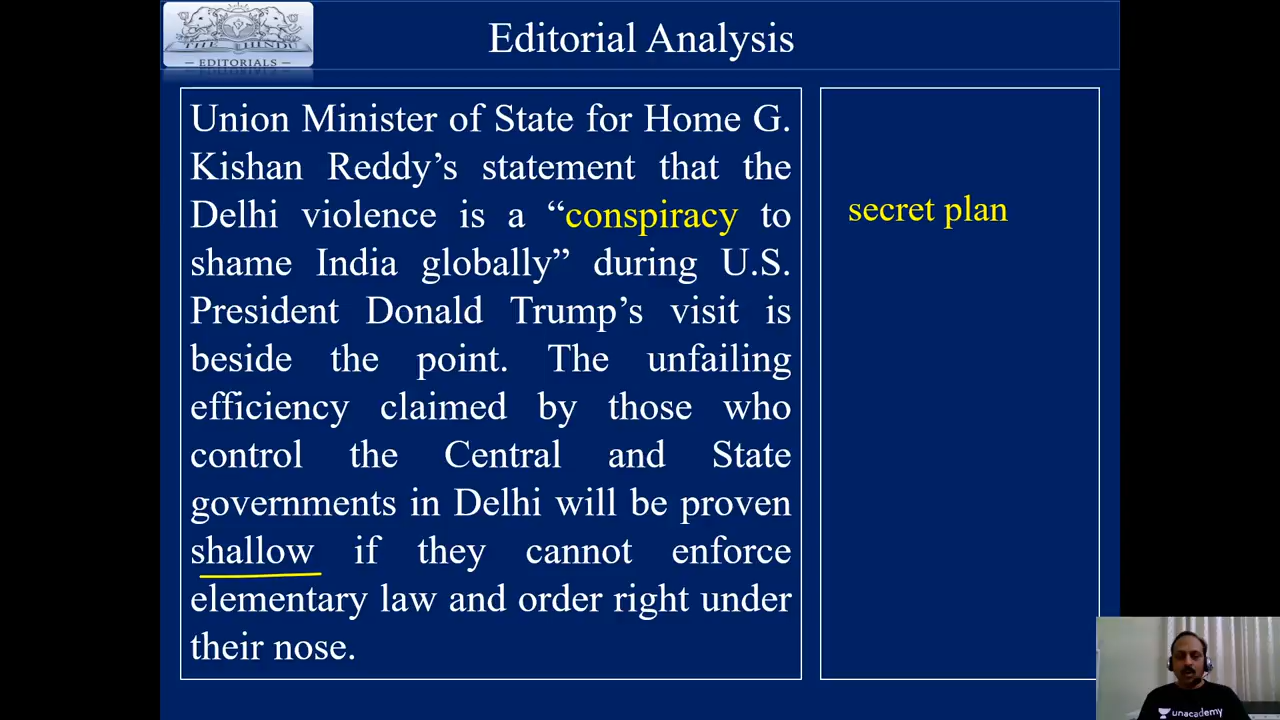 THE HINDU
— EDITORIALS —
Editorial Analysis
Union Minister of State for Home G.
Kishan Reddy’s statement that the
Delhi violence is a “conspiracy to
shame India globally” during U.S.
President Donald Trump’s visit is
beside the point. The unfailing
efficiency claimed by those who
control the Central and State
governments in Delhi will be proven
shallow if they cannot enforce
elementary law and order right under
their nose.
secret plan
unacademy